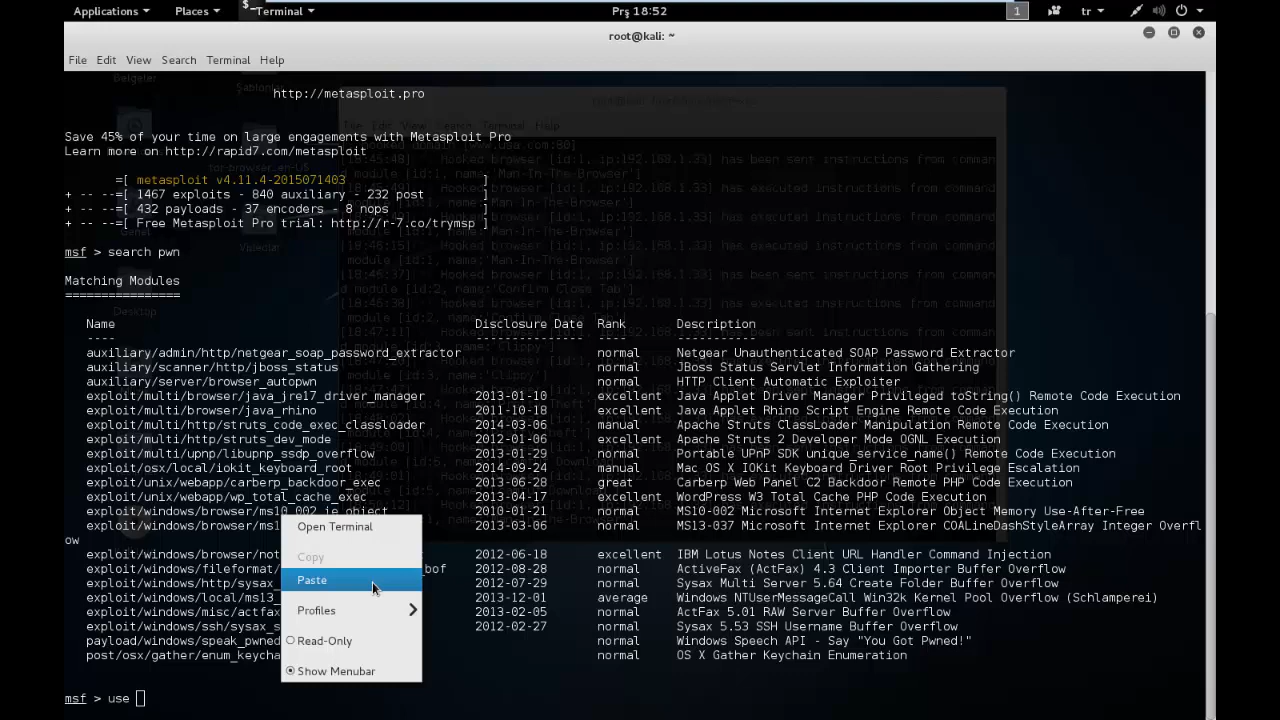 Applications Places Terminal Prş 18:52 1 tr
root@kali: ~
File Edit View Search Terminal Help
Belgeler
Şablonlar
http://metasploit.pro
File Edit View Search Terminal Help
Save 45% of your time on large engagements with Metasploit Pro
Learn more on http://rapid7.com/metasploit
=[ metasploit v4.11.4-2015071403 ]
+ -- --=[ 1467 exploits - 840 auxiliary - 232 post ]
+ -- --=[ 432 payloads - 37 encoders - 8 nops ]
+ -- --=[ Free Metasploit Pro trial: http://r-7.co/trymsp ]
Videolar
msf > search pwn
Matching Modules
================
Desktop
Name Disclosure Date Rank Description
---- --------------- ---- -----------
auxiliary/admin/http/netgear_soap_password_extractor normal Netgear Unauthenticated SOAP Password Extractor
auxiliary/scanner/http/jboss_status normal JBoss Status Servlet Information Gathering
auxiliary/server/browser_autopwn normal HTTP Client Automatic Exploiter
exploit/multi/browser/java_jre17_driver_manager 2013-01-10 excellent Java Applet Driver Manager Privileged toString() Remote Code Execution
exploit/multi/browser/java_rhino 2011-10-18 excellent Java Applet Rhino Script Engine Remote Code Execution
exploit/multi/http/struts_code_exec_classloader 2014-03-06 manual Apache Struts ClassLoader Manipulation Remote Code Execution
exploit/multi/http/struts_dev_mode 2012-01-06 excellent Apache Struts 2 Developer Mode OGNL Execution
exploit/multi/upnp/libupnp_ssdp_overflow 2013-01-29 normal Portable UPnP SDK unique_service_name() Remote Code Execution
exploit/osx/local/iokit_keyboard_root 2014-09-24 manual Mac OS X IOKit Keyboard Driver Root Privilege Escalation
exploit/unix/webapp/carberp_backdoor_exec 2013-06-28 great Carberp Web Panel C2 Backdoor Remote PHP Code Execution
exploit/unix/webapp/wp_total_cache_exec 2013-04-17 excellent WordPress W3 Total Cache PHP Code Execution
exploit/windows/browser/ms10_002_ie_object 2010-01-21 normal MS10-002 Microsoft Internet Explorer Object Memory Use-After-Free
exploit/windows/browser/ms1 2013-03-06 normal MS13-037 Microsoft Internet Explorer COALineDashStyleArray Integer Overfl
ow
exploit/windows/browser/not 2012-06-18 excellent IBM Lotus Notes Client URL Handler Command Injection
exploit/windows/fileformat/ _bof 2012-08-28 normal ActiveFax (ActFax) 4.3 Client Importer Buffer Overflow
exploit/windows/http/sysax_ 2012-07-29 normal Sysax Multi Server 5.64 Create Folder Buffer Overflow
exploit/windows/local/ms13_ 2013-12-01 average Windows NTUserMessageCall Win32k Kernel Pool Overflow (Schlamperei)
exploit/windows/misc/actfax 2013-02-05 normal ActFax 5.01 RAW Server Buffer Overflow
exploit/windows/ssh/sysax_s 2012-02-27 normal Sysax 5.53 SSH Username Buffer Overflow
payload/windows/speak_pwned normal Windows Speech API - Say "You Got Pwned!"
post/osx/gather/enum_keycha normal OS X Gather Keychain Enumeration
Open Terminal
Copy
Paste
Profiles
Read-Only
Show Menubar
msf > use